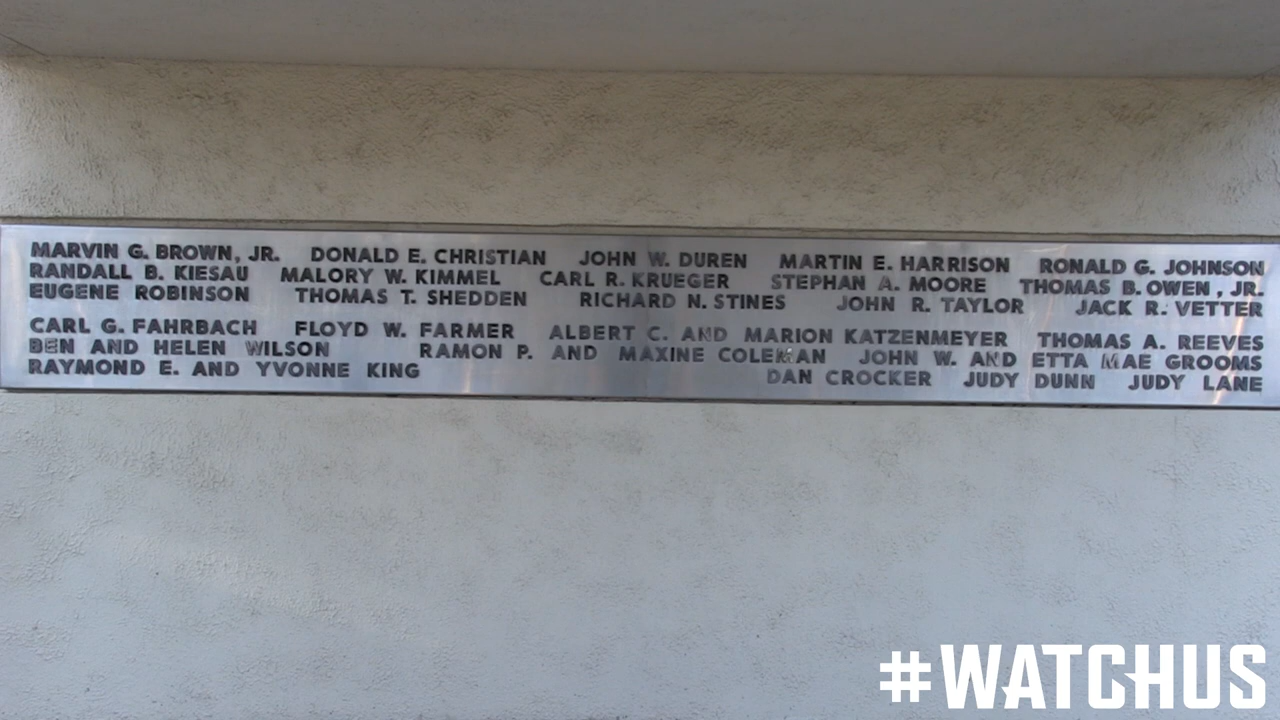 MARVIN G. BROWN, JR. DONALD E. CHRISTIAN JOHN W. DUREN MARTIN E. HARRISON RONALD G. JOHNSON
RANDALL B. KIESAU MALORY W. KIMMEL CARL R. KRUEGER STEPHAN A. MOORE THOMAS B. OWEN, JR.
EUGENE ROBINSON THOMAS T. SHEDDEN RICHARD N. STINES JOHN R. TAYLOR JACK R. VETTER
CARL G. FAHRBACH FLOYD W. FARMER ALBERT C. AND MARION KATZENMEYER THOMAS A. REEVES
BEN AND HELEN WILSON RAMON P. AND MAXINE COLEMAN JOHN W. AND ETTA MAE GROOMS
RAYMOND E. AND YVONNE KING DAN CROCKER JUDY DUNN JUDY LANE
#WATCHUS